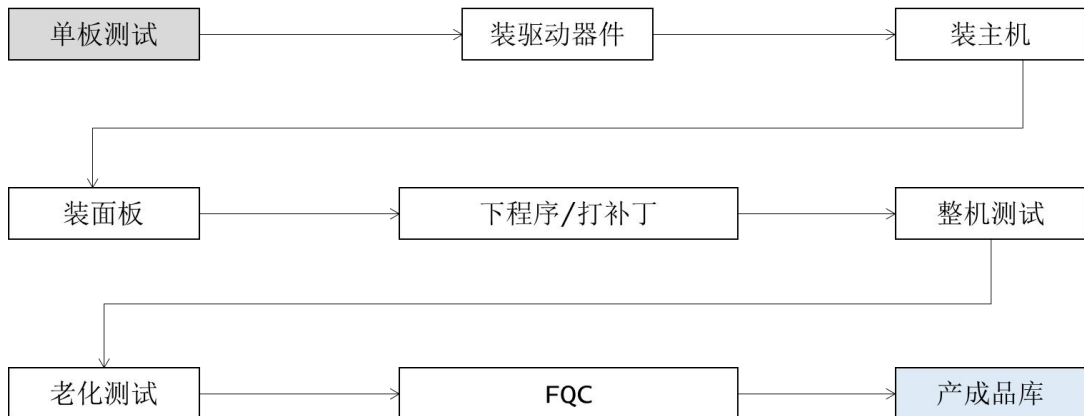 单板测试
装驱动器件
装主机
装面板
下程序/打补丁
整机测试
老化测试
FQC
产成品库